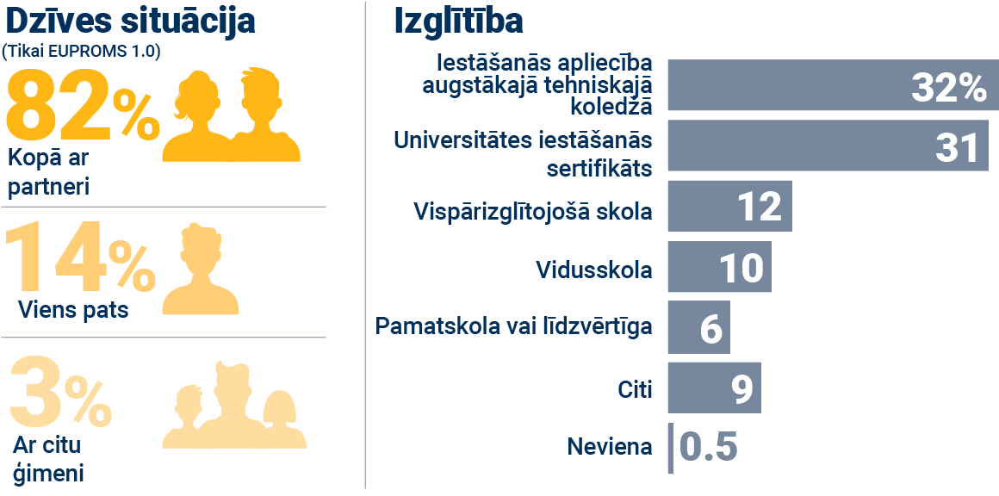 Dzīves situācija
(Tikai EUPROMS 1.0)
82%
Kopā ar
partneri
14%
Viens pats
3%
Ar citu
ģimeni
Izglītība
Iestāšanās apliecība
augstākajā tehniskajā
koledžā
32%
Universitātes iestāšanās
sertifikāts
31
Vispārizglītojošā skola
12
Vidusskola
10
Pamatskola vai līdzvērtīga
6
Citi
9
Neviena
0.5